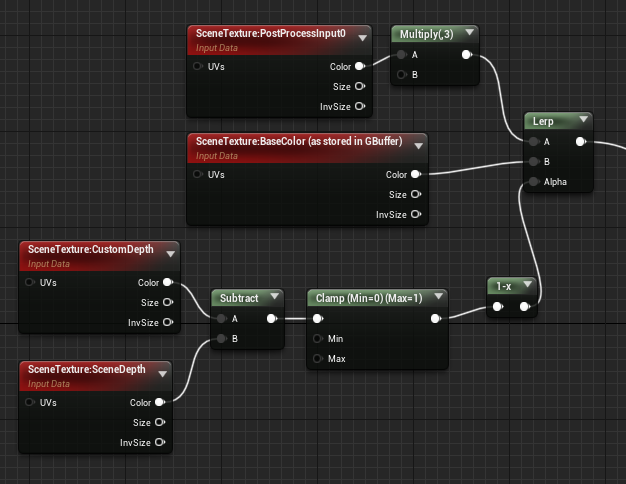 SceneTexture:PostProcessInput0
Input Data
UVs
Color
Size
InvSize
Multiply(,3)
A
B
SceneTexture:BaseColor (as stored in GBuffer)
Input Data
UVs
Color
Size
InvSize
Lerp
A
B
Alpha
SceneTexture:CustomDepth
Input Data
UVs
Color
Size
InvSize
Subtract
A
B
Clamp (Min=0) (Max=1)
Min
Max
1-x
SceneTexture:SceneDepth
Input Data
UVs
Color
Size
InvSize